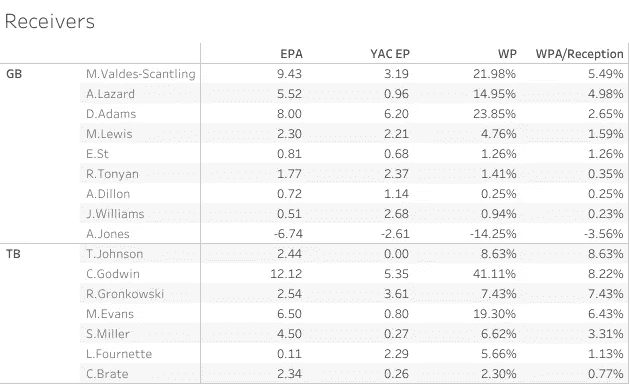 Receivers
EPA YAC EP WP WPA/Reception
GB M.Valdes-Scantling 9.43 3.19 21.98% 5.49%
A.Lazard 5.52 0.96 14.95% 4.98%
D.Adams 8.00 6.20 23.85% 2.65%
M.Lewis 2.30 2.21 4.76% 1.59%
E.St 0.81 0.68 1.26% 1.26%
R.Tonyan 1.77 2.37 1.41% 0.35%
A.Dillon 0.72 1.14 0.25% 0.25%
J.Williams 0.51 2.68 0.94% 0.23%
A.Jones -6.74 -2.61 -14.25% -3.56%
TB T.Johnson 2.44 0.00 8.63% 8.63%
C.Godwin 12.12 5.35 41.11% 8.22%
R.Gronkowski 2.54 3.61 7.43% 7.43%
M.Evans 6.50 0.80 19.30% 6.43%
S.Miller 4.50 0.27 6.62% 3.31%
L.Fournette 0.11 2.29 5.66% 1.13%
C.Brate 2.34 0.26 2.30% 0.77%